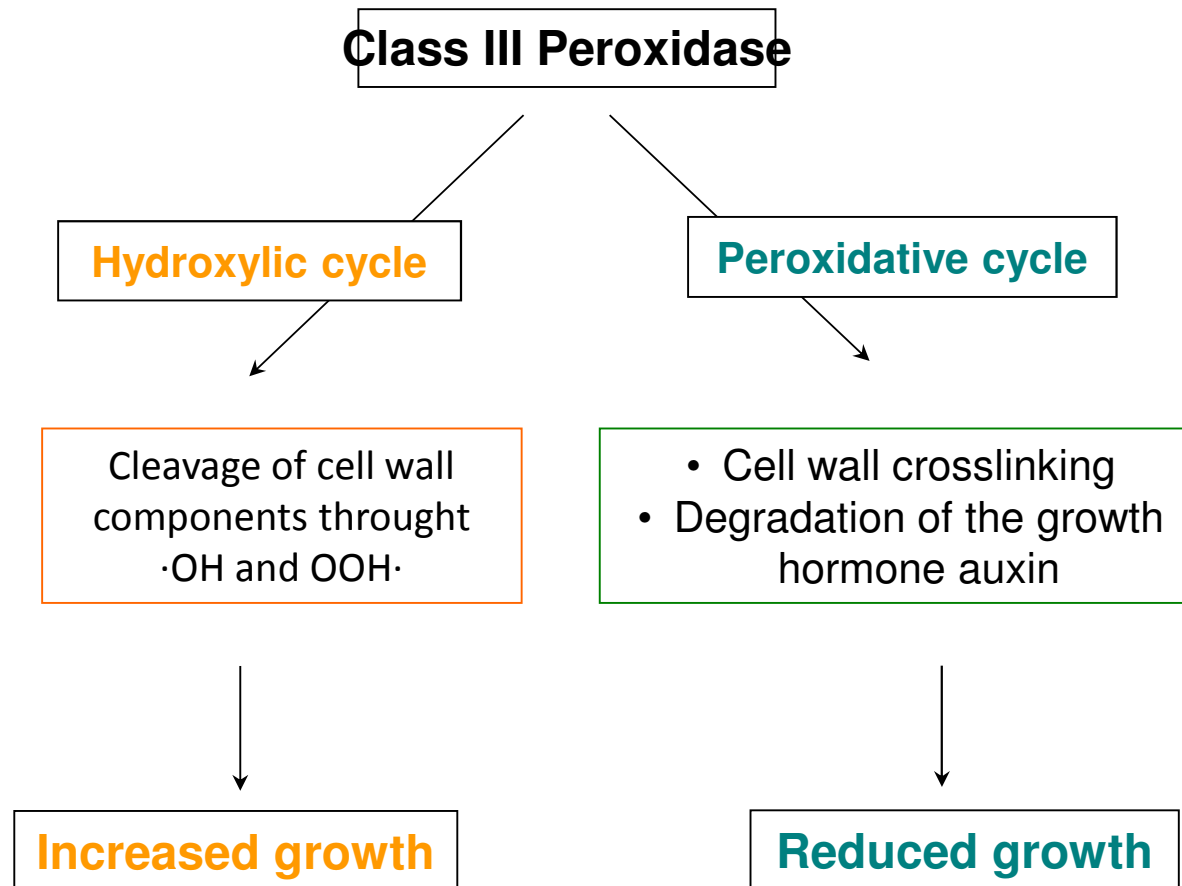 Class III Peroxidase
Hydroxylic cycle
Peroxidative cycle
Cleavage of cell wall
components throught
·OH and OOH·
• Cell wall crosslinking
• Degradation of the growth
hormone auxin
Increased growth
Reduced growth